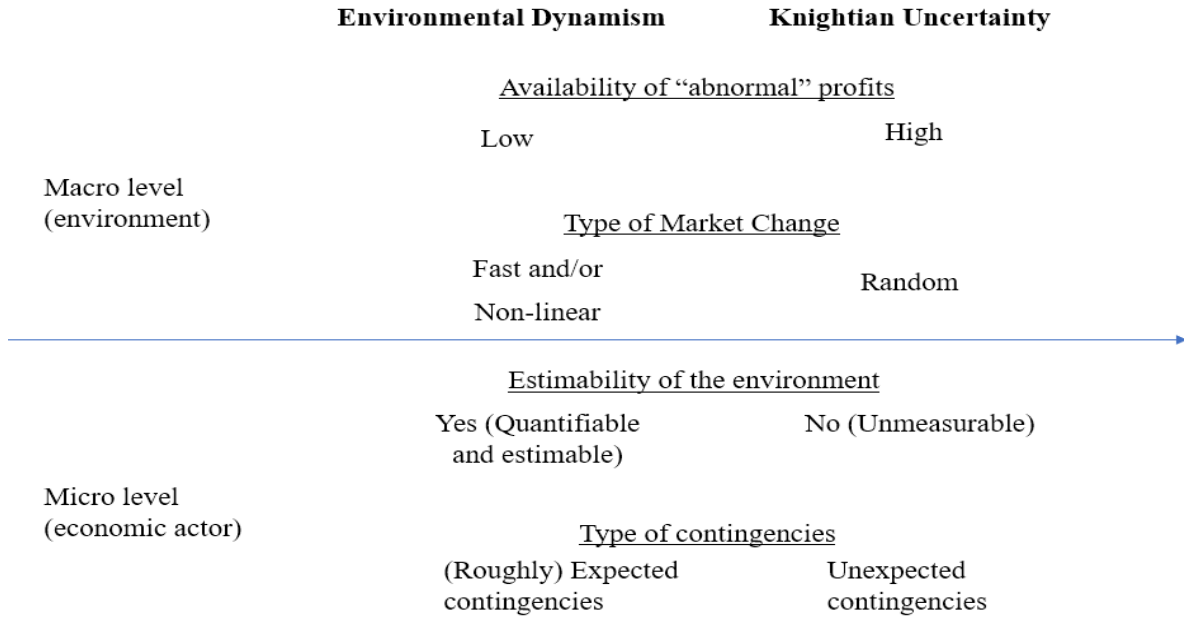 Environmental Dynamism Knightian Uncertainty
Availability of “abnormal” profits
Low High
Macro level
(environment)
Type of Market Change
Fast and/or
Non-linear
Random
Estimability of the environment
Yes (Quantifiable
and estimable)
No (Unmeasurable)
Micro level
(economic actor)
Type of contingencies
(Roughly) Expected
contingencies
Unexpected
contingencies